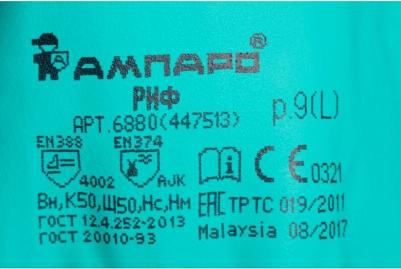 АМПАРО®
РИФ
р.9(L)
АРТ.6880(447513)
EN388 EN374
4002 AJK i CE 0321
Вн,К50,Щ50,Нс,Нм EAC ТР ТС 019/2011
ГОСТ 12.4.252-2013
ГОСТ 20010-93 Malaysia 08/2017